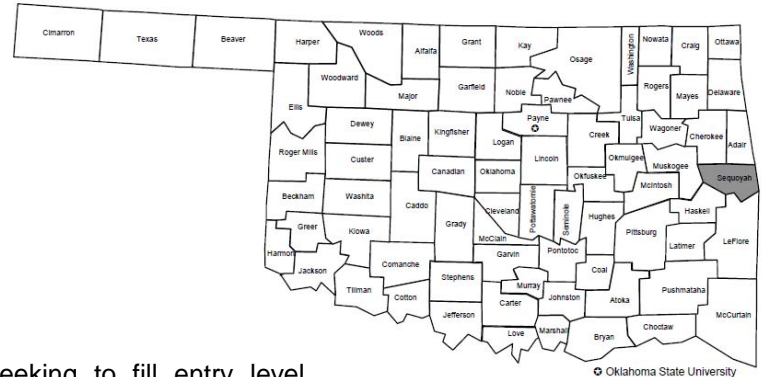 Cimarron Texas Beaver Harper Woods Alfalfa Grant Kay Osage Washington Nowata Craig Ottawa
Woodward Major Garfield Noble Pawnee Rogers Mayes Delaware
Ellis Dewey Blaine Kingfisher Logan Payne Creek Tulsa Wagoner Cherokee Adair
Roger Mills Custer Canadian Oklahoma Lincoln Okfuskee Okmulgee Muskogee McIntosh Sequoyah
Beckham Washita Caddo Grady Cleveland Pottawatomie Seminole Hughes Pittsburg Haskell
Greer Kiowa McClain Garvin Pontotoc Latimer LeFlore
Harmon Jackson Comanche Stephens Murray Coal Pushmataha
Tillman Cotton Jefferson Carter Johnston Atoka McCurtain
Love Marshall Bryan Choctaw
Oklahoma State University
eeking to fill entry level